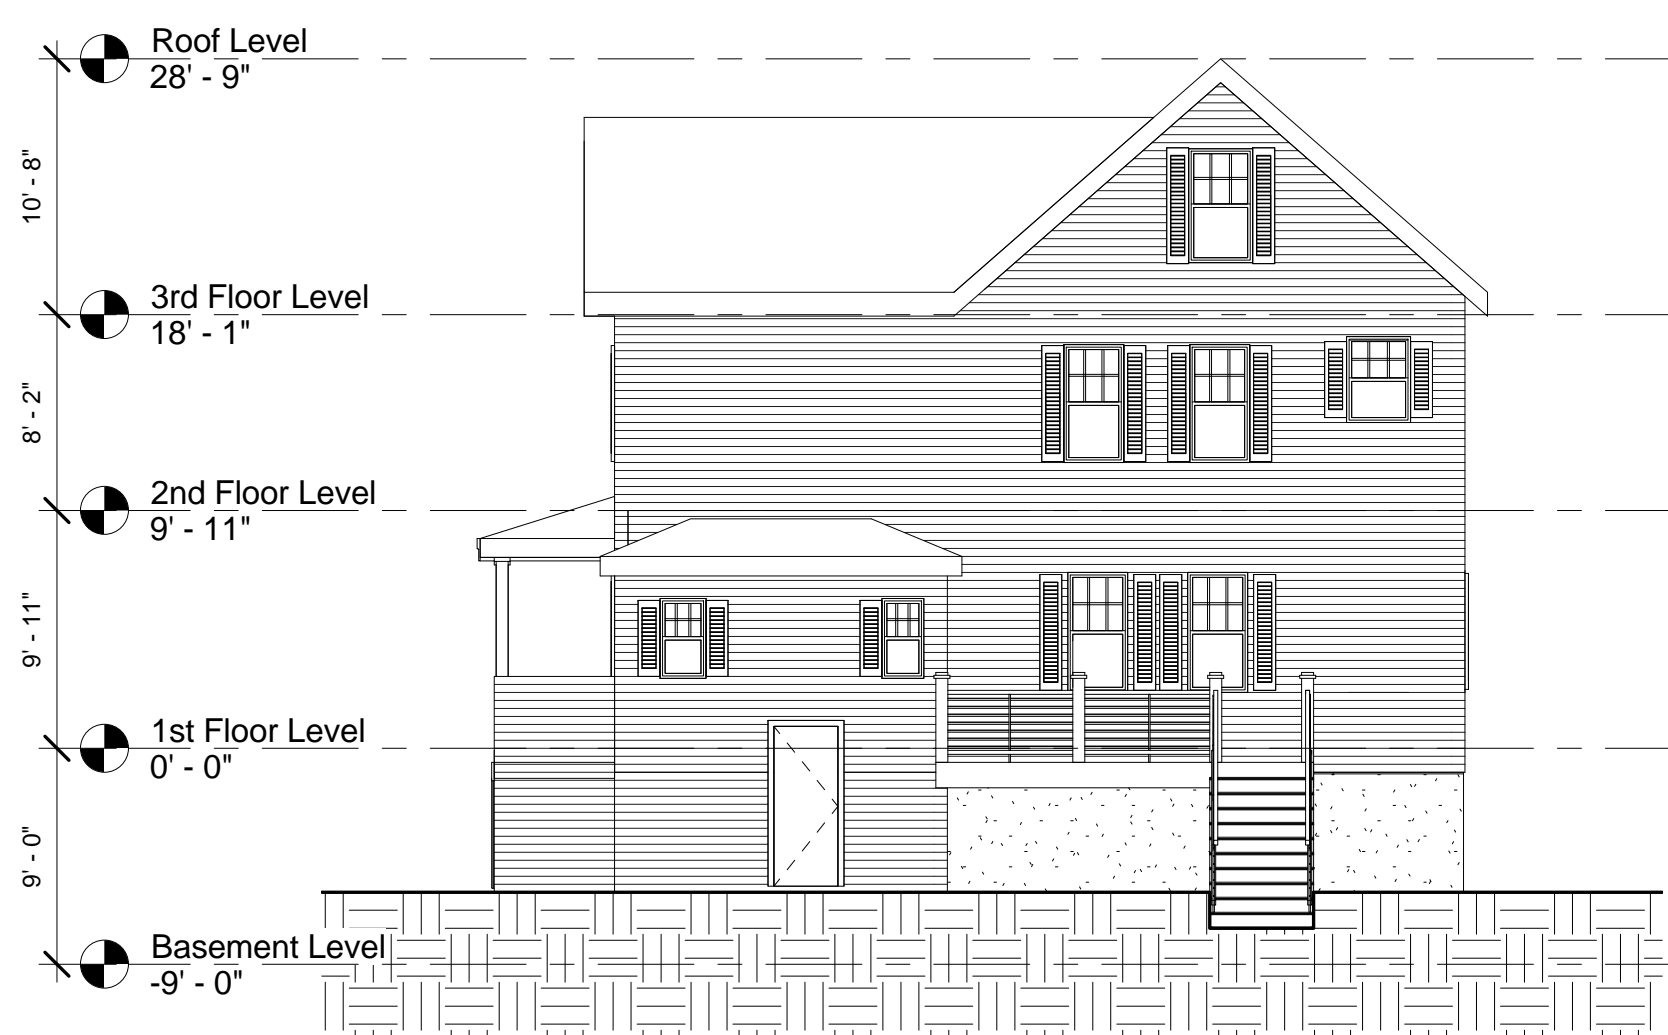 Roof Level
28' - 9"
10' - 8"
3rd Floor Level
18' - 1"
8' - 2"
2nd Floor Level
9' - 11"
9' - 11"
1st Floor Level
0' - 0"
9' - 0"
Basement Level
-9' - 0"